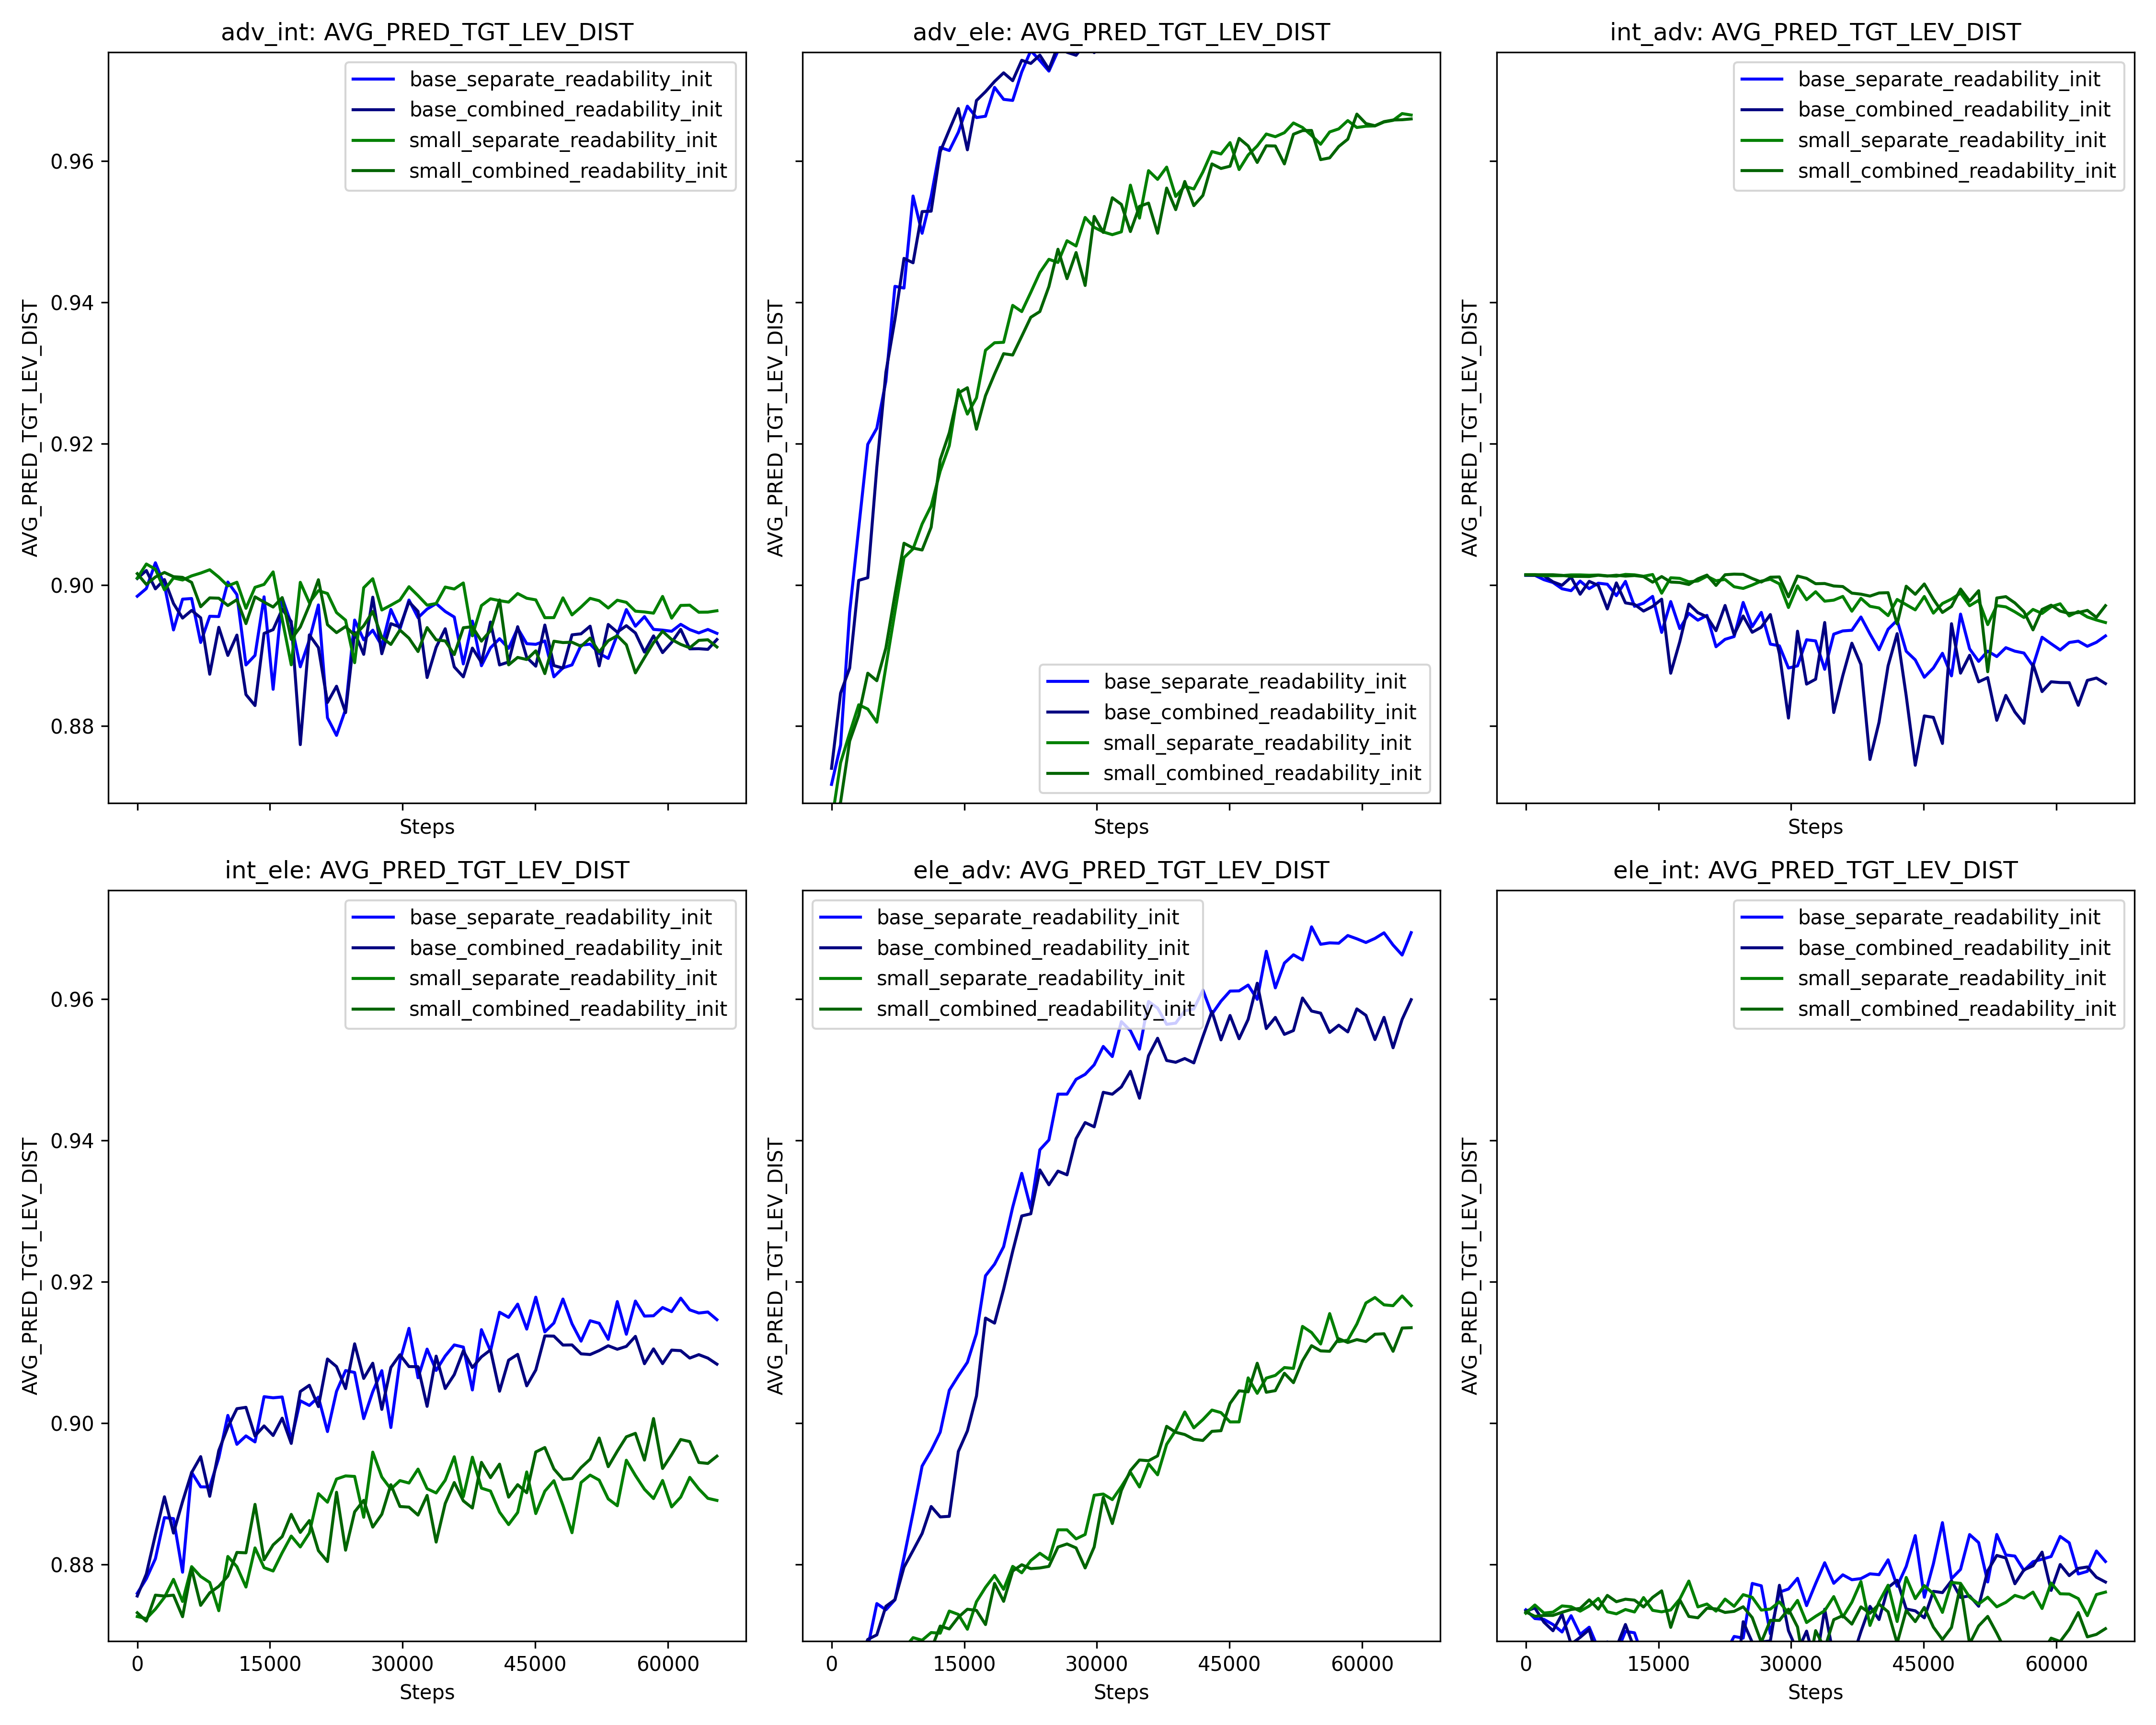 adv_int: AVG_PRED_TGT_LEV_DIST
AVG_PRED_TGT_LEV_DIST
0.96
0.94
0.92
0.90
0.88
base_separate_readability_init
base_combined_readability_init
small_separate_readability_init
small_combined_readability_init
Steps
adv_ele: AVG_PRED_TGT_LEV_DIST
AVG_PRED_TGT_LEV_DIST
base_separate_readability_init
base_combined_readability_init
small_separate_readability_init
small_combined_readability_init
Steps
int_adv: AVG_PRED_TGT_LEV_DIST
AVG_PRED_TGT_LEV_DIST
base_separate_readability_init
base_combined_readability_init
small_separate_readability_init
small_combined_readability_init
Steps
int_ele: AVG_PRED_TGT_LEV_DIST
AVG_PRED_TGT_LEV_DIST
0.96
0.94
0.92
0.90
0.88
base_separate_readability_init
base_combined_readability_init
small_separate_readability_init
small_combined_readability_init
0 15000 30000 45000 60000
Steps
ele_adv: AVG_PRED_TGT_LEV_DIST
AVG_PRED_TGT_LEV_DIST
base_separate_readability_init
base_combined_readability_init
small_separate_readability_init
small_combined_readability_init
0 15000 30000 45000 60000
Steps
ele_int: AVG_PRED_TGT_LEV_DIST
AVG_PRED_TGT_LEV_DIST
base_separate_readability_init
base_combined_readability_init
small_separate_readability_init
small_combined_readability_init
0 15000 30000 45000 60000
Steps